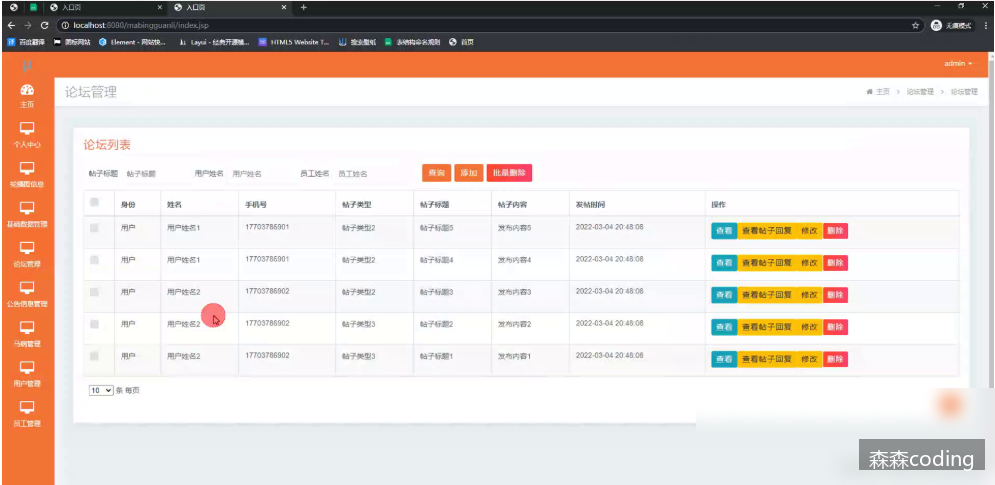 入口页 入口页
localhost:8080/mabingguanli/index.jsp 无痕模式
百度翻译 图标网站 Element - 网站快... Layui - 经典开源模... HTML5 Website T... 搜索壁纸 表结构命名规则 首页
admin
主页
个人中心
轮播图信息
基础数据管理
论坛管理
公告信息管理
马病管理
用户管理
员工管理
论坛管理 主页 > 论坛管理 > 论坛管理
论坛列表
帖子标题 帖子标题 用户姓名 用户姓名 员工姓名 员工姓名 查询 添加 批量删除
身份 姓名 手机号 帖子类型 帖子标题 帖子内容 发帖时间 操作
用户 用户姓名1 17703786901 帖子类型2 帖子标题5 发布内容5 2022-03-04 20:48:08 查看 查看帖子回复 修改 删除
用户 用户姓名1 17703786901 帖子类型2 帖子标题4 发布内容4 2022-03-04 20:48:08 查看 查看帖子回复 修改 删除
用户 用户姓名2 17703786902 帖子类型2 帖子标题3 发布内容3 2022-03-04 20:48:08 查看 查看帖子回复 修改 删除
用户 用户姓名2 17703786902 帖子类型3 帖子标题2 发布内容2 2022-03-04 20:48:08 查看 查看帖子回复 修改 删除
用户 用户姓名2 17703786902 帖子类型3 帖子标题1 发布内容1 2022-03-04 20:48:08 查看 查看帖子回复 修改 删除
10 条 每页
森森coding